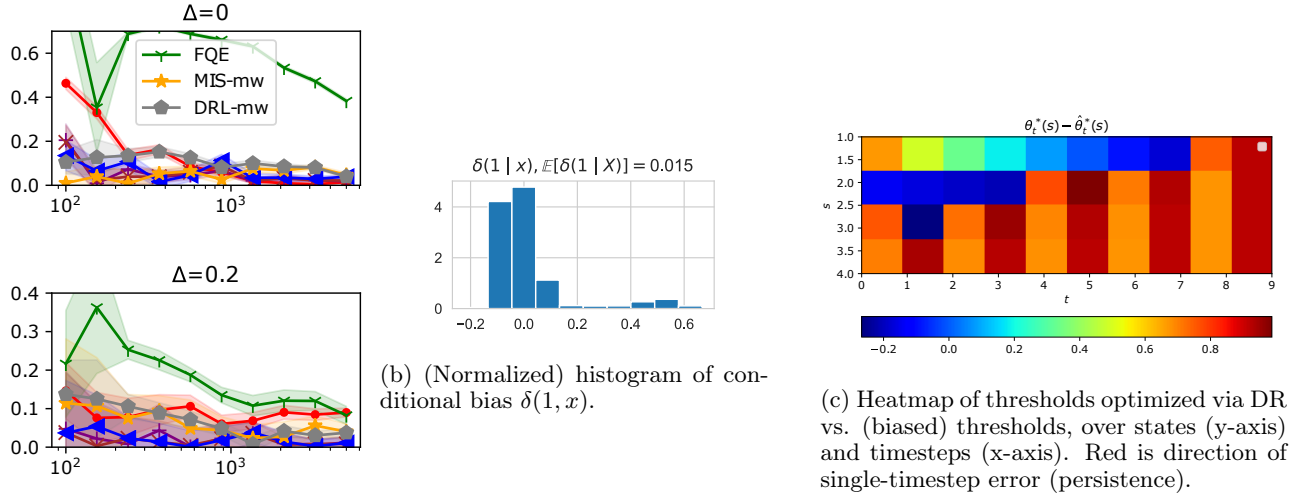 Δ=0
0.6
0.4
0.2
0.0
FQE
MIS-mw
DRL-mw
10²
10³
Δ=0.2
0.4
0.3
0.2
0.1
0.0
10²
10³
δ(1 | x), 𝔼[δ(1 | X)] = 0.015
4
2
0
−0.2
0.0
0.2
0.4
0.6
(b) (Normalized) histogram of con-
ditional bias δ(1, x).
θ*ₜ(s) − θ̂*ₜ(s)
1.0
1.5
2.0
2.5
3.0
3.5
4.0
s
0 1 2 3 4 5 6 7 8 9
t
−0.2 0.0 0.2 0.4 0.6 0.8
(c) Heatmap of thresholds optimized via DR
vs. (biased) thresholds, over states (y-axis)
and timesteps (x-axis). Red is direction of
single-timestep error (persistence).